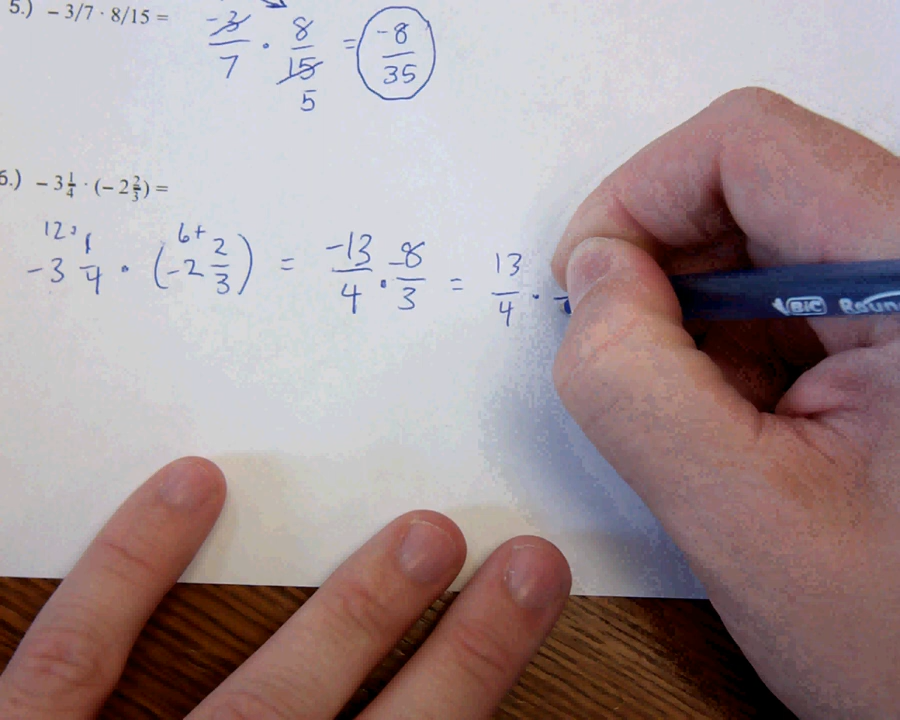 5.) – 3/7 · 8/15 =
-3/7 · 8/15 = -8/35
5
6.) – 3 1/4 · (– 2 2/3) =
12+ 6+
-3 1/4 · (-2 2/3) = -13/4 · -8/3 = 13/4 ·
BIC Roun